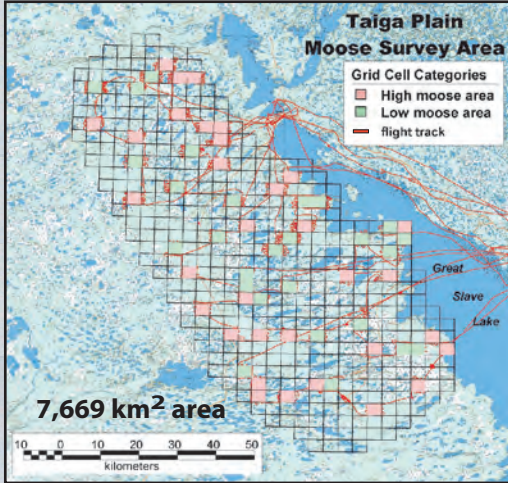 Taiga Plain
Moose Survey Area
Grid Cell Categories
High moose area
Low moose area
flight track
Great
Slave
Lake
7,669 km² area
10 0 10 20 30 40 50
kilometers